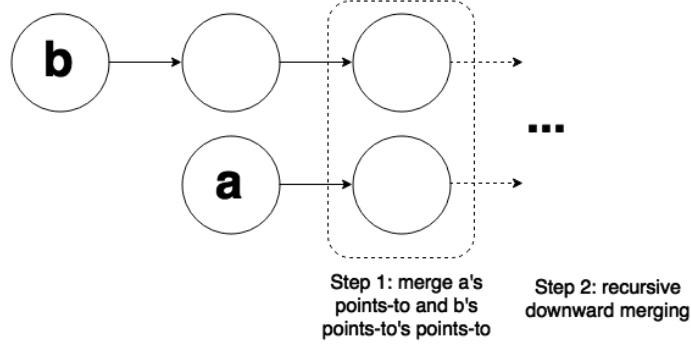 b
a
...
Step 1: merge a's
points-to and b's
points-to's points-to
Step 2: recursive
downward merging